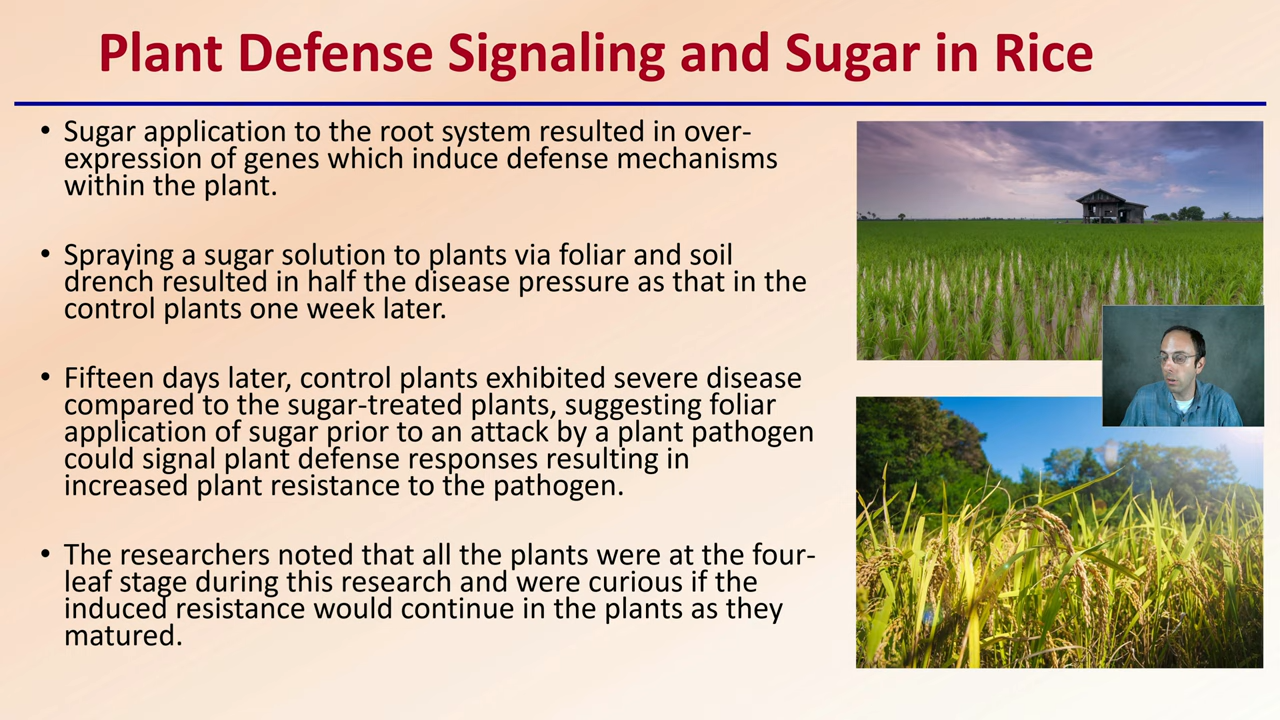 Plant Defense Signaling and Sugar in Rice
• Sugar application to the root system resulted in over-
expression of genes which induce defense mechanisms
within the plant.
• Spraying a sugar solution to plants via foliar and soil
drench resulted in half the disease pressure as that in the
control plants one week later.
• Fifteen days later, control plants exhibited severe disease
compared to the sugar-treated plants, suggesting foliar
application of sugar prior to an attack by a plant pathogen
could signal plant defense responses resulting in
increased plant resistance to the pathogen.
• The researchers noted that all the plants were at the four-
leaf stage during this research and were curious if the
induced resistance would continue in the plants as they
matured.